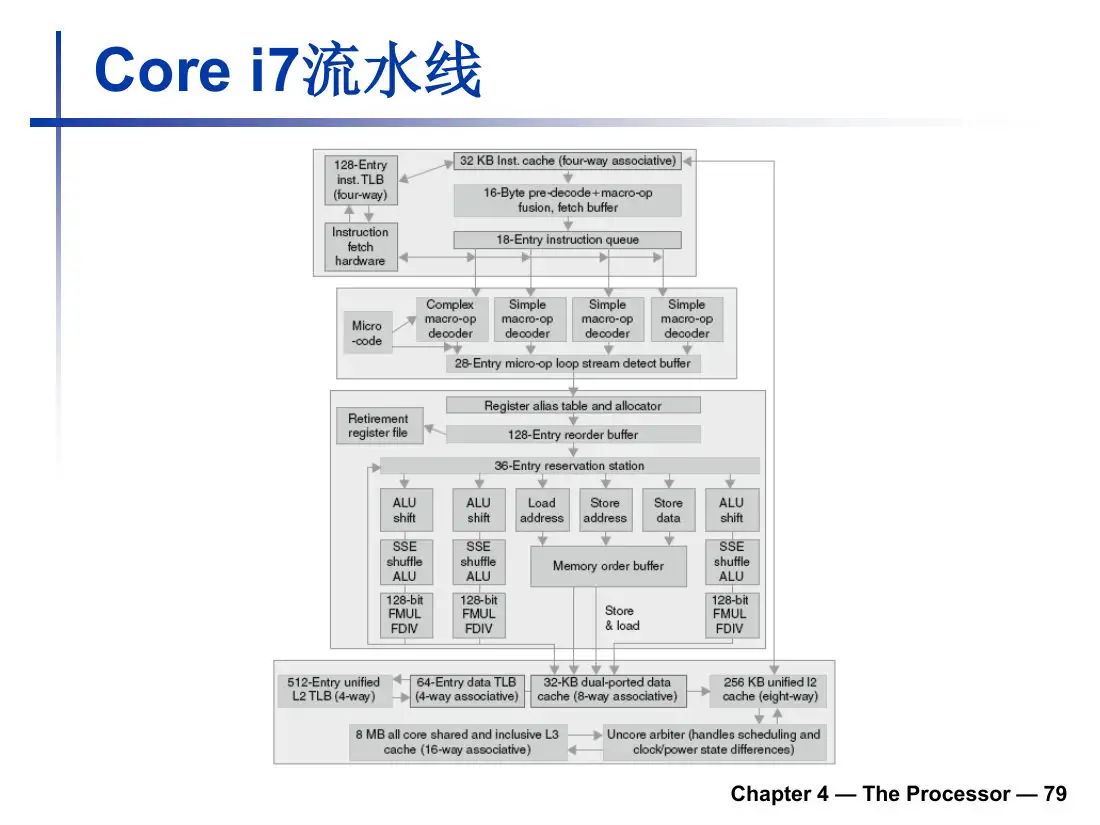 Core i7流水线
128-Entry
inst. TLB
(four-way)
32 KB Inst. cache (four-way associative)
16-Byte pre-decode+macro-op
fusion, fetch buffer
Instruction
fetch
hardware
18-Entry instruction queue
Micro
-code
Complex
macro-op
decoder
Simple
macro-op
decoder
Simple
macro-op
decoder
Simple
macro-op
decoder
28-Entry micro-op loop stream detect buffer
Register alias table and allocator
Retirement
register file
128-Entry reorder buffer
36-Entry reservation station
ALU
shift
ALU
shift
Load
address
Store
address
Store
data
ALU
shift
SSE
shuffle
ALU
SSE
shuffle
ALU
Memory order buffer
SSE
shuffle
ALU
128-bit
FMUL
FDIV
128-bit
FMUL
FDIV
Store
& load
128-bit
FMUL
FDIV
512-Entry unified
L2 TLB (4-way)
64-Entry data TLB
(4-way associative)
32-KB dual-ported data
cache (8-way associative)
256 KB unified l2
cache (eight-way)
8 MB all core shared and inclusive L3
cache (16-way associative)
Uncore arbiter (handles scheduling and
clock/power state differences)
Chapter 4 — The Processor — 79